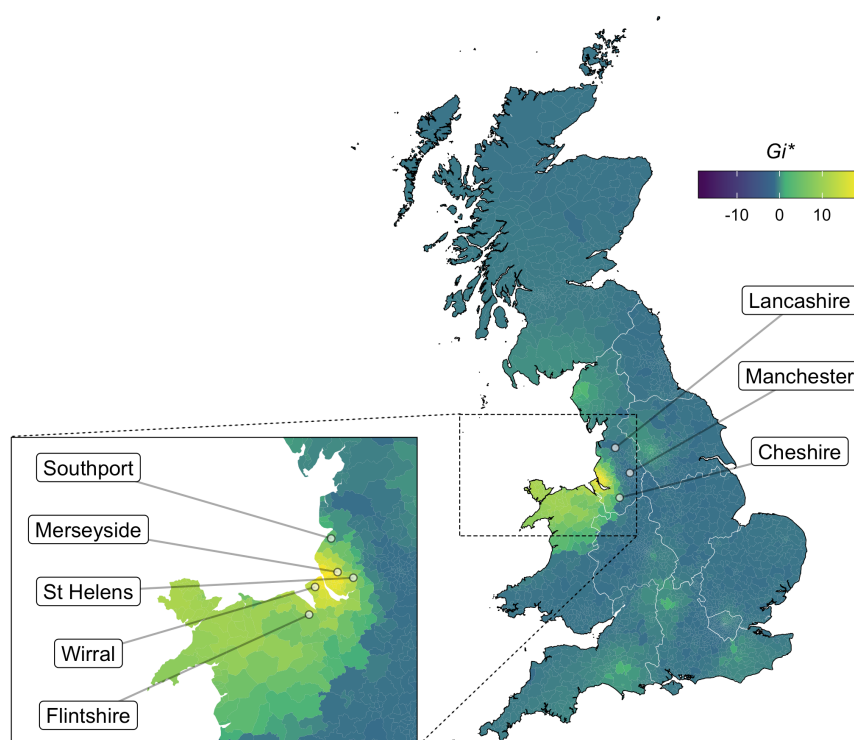 Gi*
-10 0 10
Lancashire
Manchester
Cheshire
Southport
Merseyside
St Helens
Wirral
Flintshire